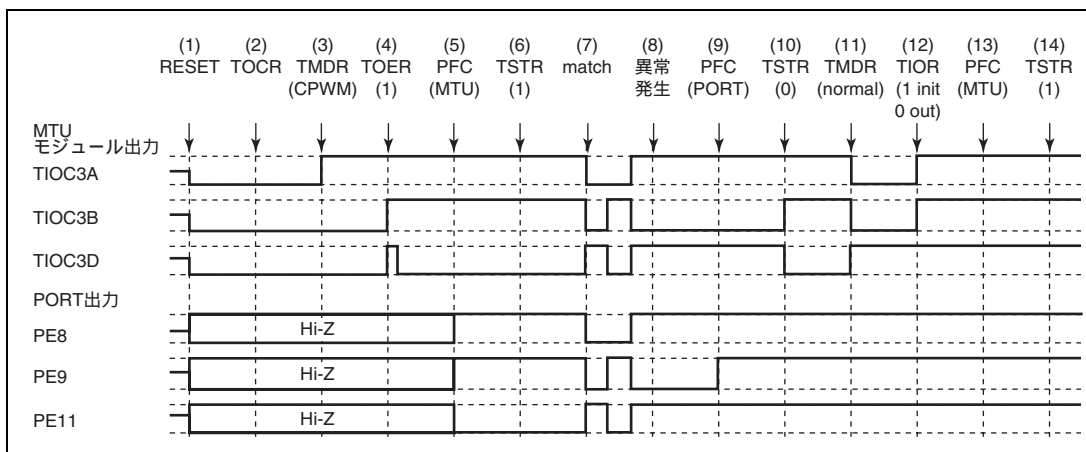 (1) (2) (3) (4) (5) (6) (7) (8) (9) (10) (11) (12) (13) (14)
RESET TOCR TMDR TOER PFC TSTR match 異常 PFC TSTR TMDR TIOR PFC TSTR
(CPWM) (1) (MTU) (1) 発生 (PORT) (0) (normal) (1 init (MTU) (1)
0 out)
MTU
モジュール出力
TIOC3A
TIOC3B
TIOC3D
PORT出力
PE8 Hi-Z
PE9 Hi-Z
PE11 Hi-Z